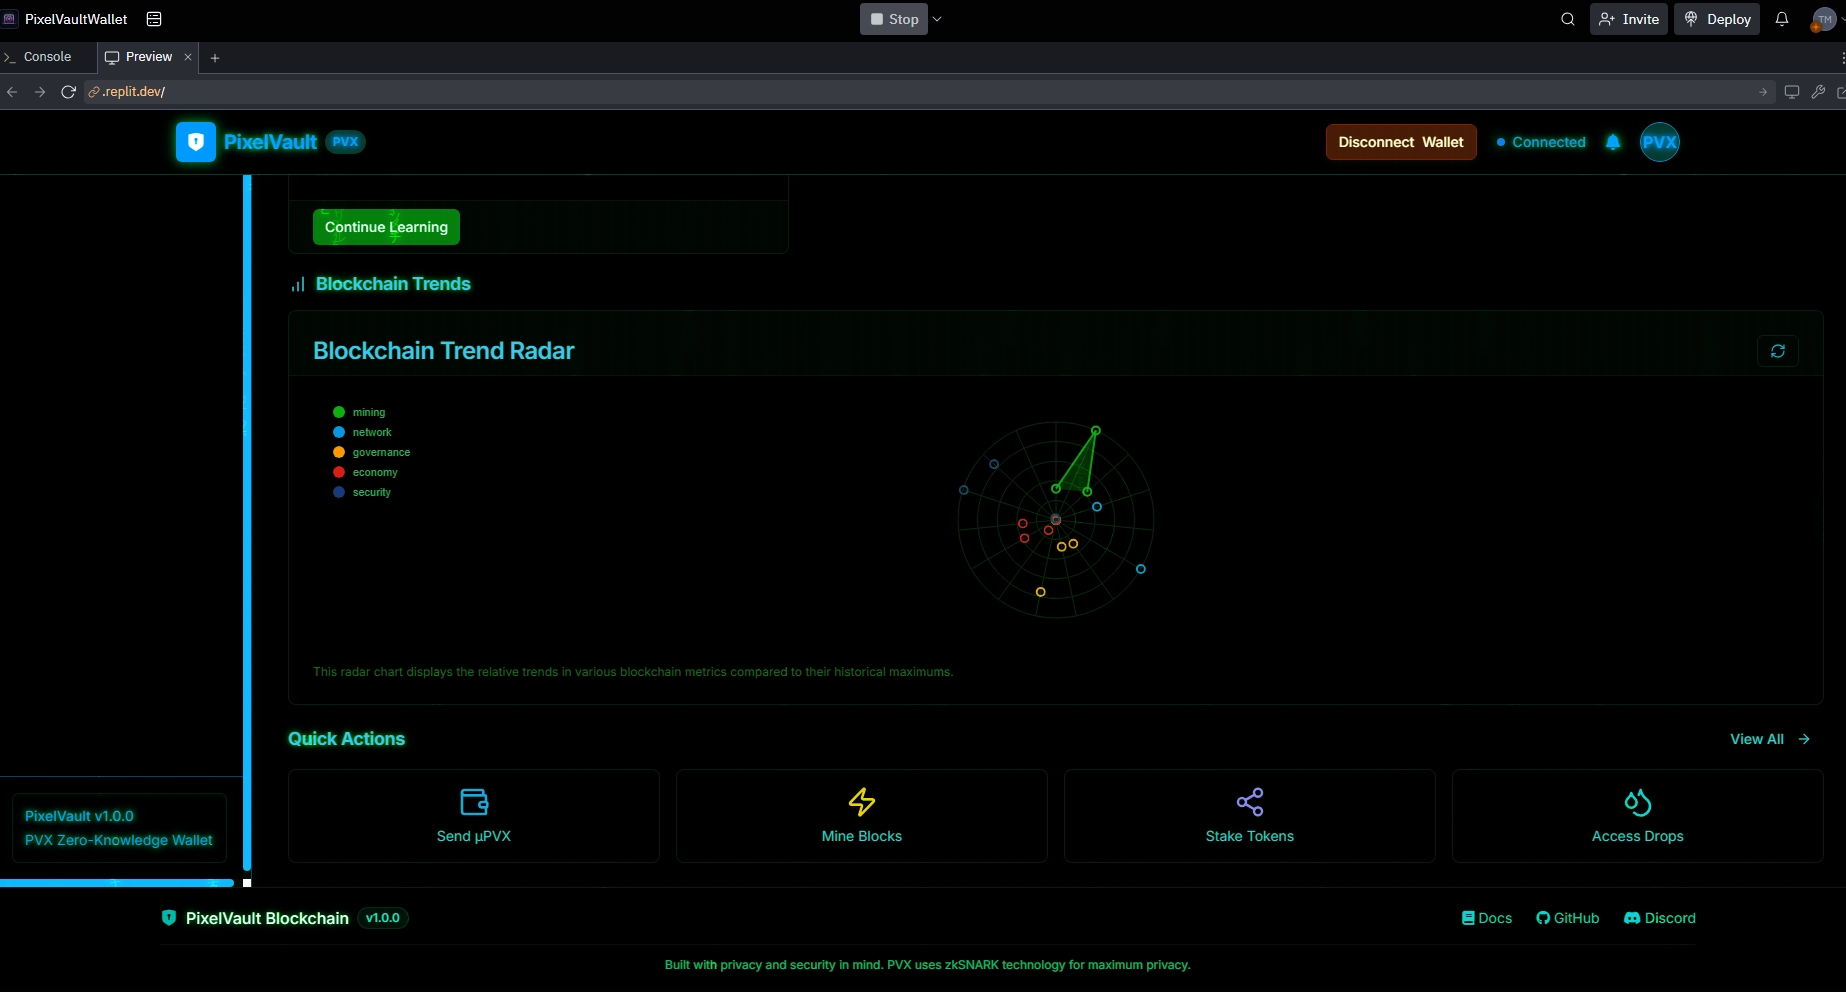 PixelVaultWallet
Stop
Invite
Deploy
TM
Console
Preview
.replit.dev/
PixelVault PVX
Disconnect Wallet
Connected
PVX
Continue Learning
Blockchain Trends
Blockchain Trend Radar
mining
network
governance
economy
security
This radar chart displays the relative trends in various blockchain metrics compared to their historical maximums.
Quick Actions
View All
Send µPVX
Mine Blocks
Stake Tokens
Access Drops
PixelVault v1.0.0
PVX Zero-Knowledge Wallet
PixelVault Blockchain v1.0.0
Docs
GitHub
Discord
Built with privacy and security in mind. PVX uses zkSNARK technology for maximum privacy.